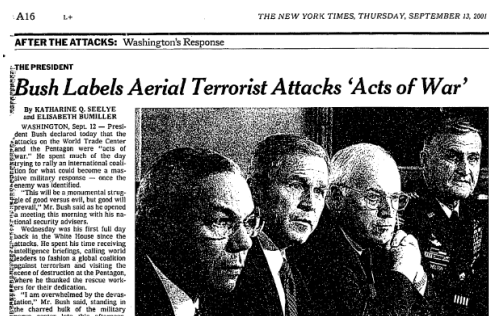 A16
L+
THE NEW YORK TIMES, THURSDAY, SEPTEMBER 13, 2001
AFTER THE ATTACKS: Washington's Response
THE PRESIDENT
Bush Labels Aerial Terrorist Attacks 'Acts of War'
By KATHARINE Q. SEELYE
and ELISABETH BUMILLER
WASHINGTON, Sept. 12 — Presi-
dent Bush declared today that the
attacks on the World Trade Center
and the Pentagon were "acts of
war." He spent much of the day
trying to rally an international coali-
tion for what could become a mas-
sive military response — once the
enemy was identified.
"This will be a monumental strug-
gle of good versus evil, but good will
prevail," Mr. Bush said as he opened
a meeting this morning with his na-
tional security advisers.
Wednesday was his first full day
back in the White House since the
attacks. He spent his time receiving
intelligence briefings, calling world
leaders to fashion a global coalition
against terrorism and visiting the
scene of destruction at the Pentagon,
where he thanked the rescue work-
ers for their dedication.
"I am overwhelmed by the devas-
tation," Mr. Bush said, standing in
the charred bulk of the military